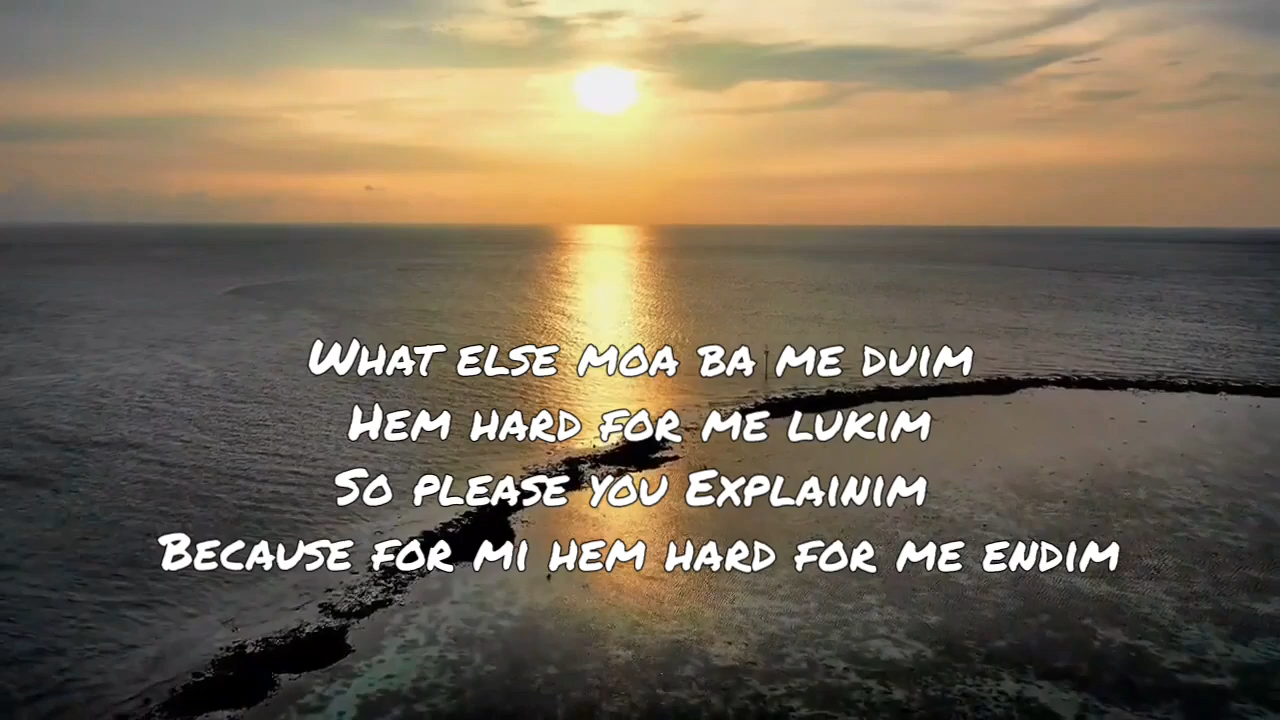 What else moa ba me duim
Hem hard for me lukim
So please you Explainim
Because for mi hem hard for me endim